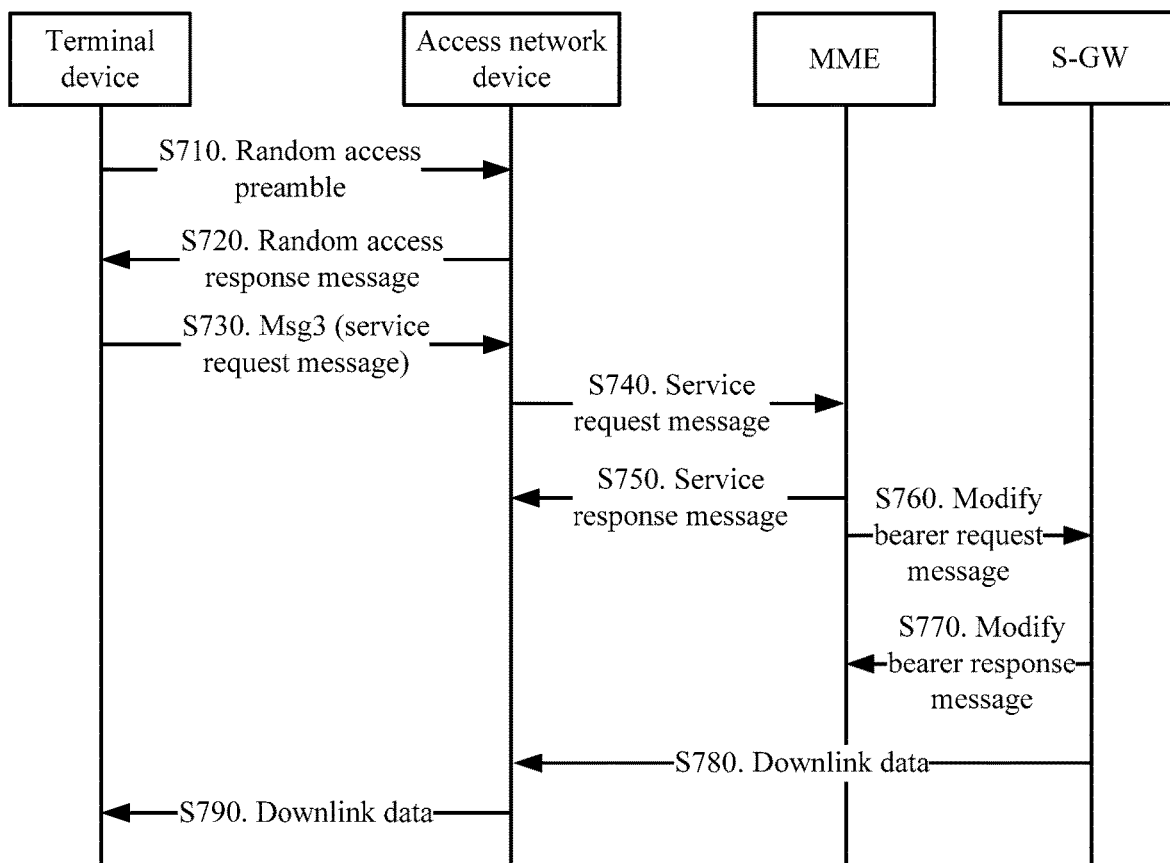 Terminal
device
Access network
device
MME
S-GW
S710. Random access
preamble
S720. Random access
response message
S730. Msg3 (service
request message)
S740. Service
request message
S750. Service
response message
S760. Modify
bearer request
message
S770. Modify
bearer response
message
S780. Downlink data
S790. Downlink data